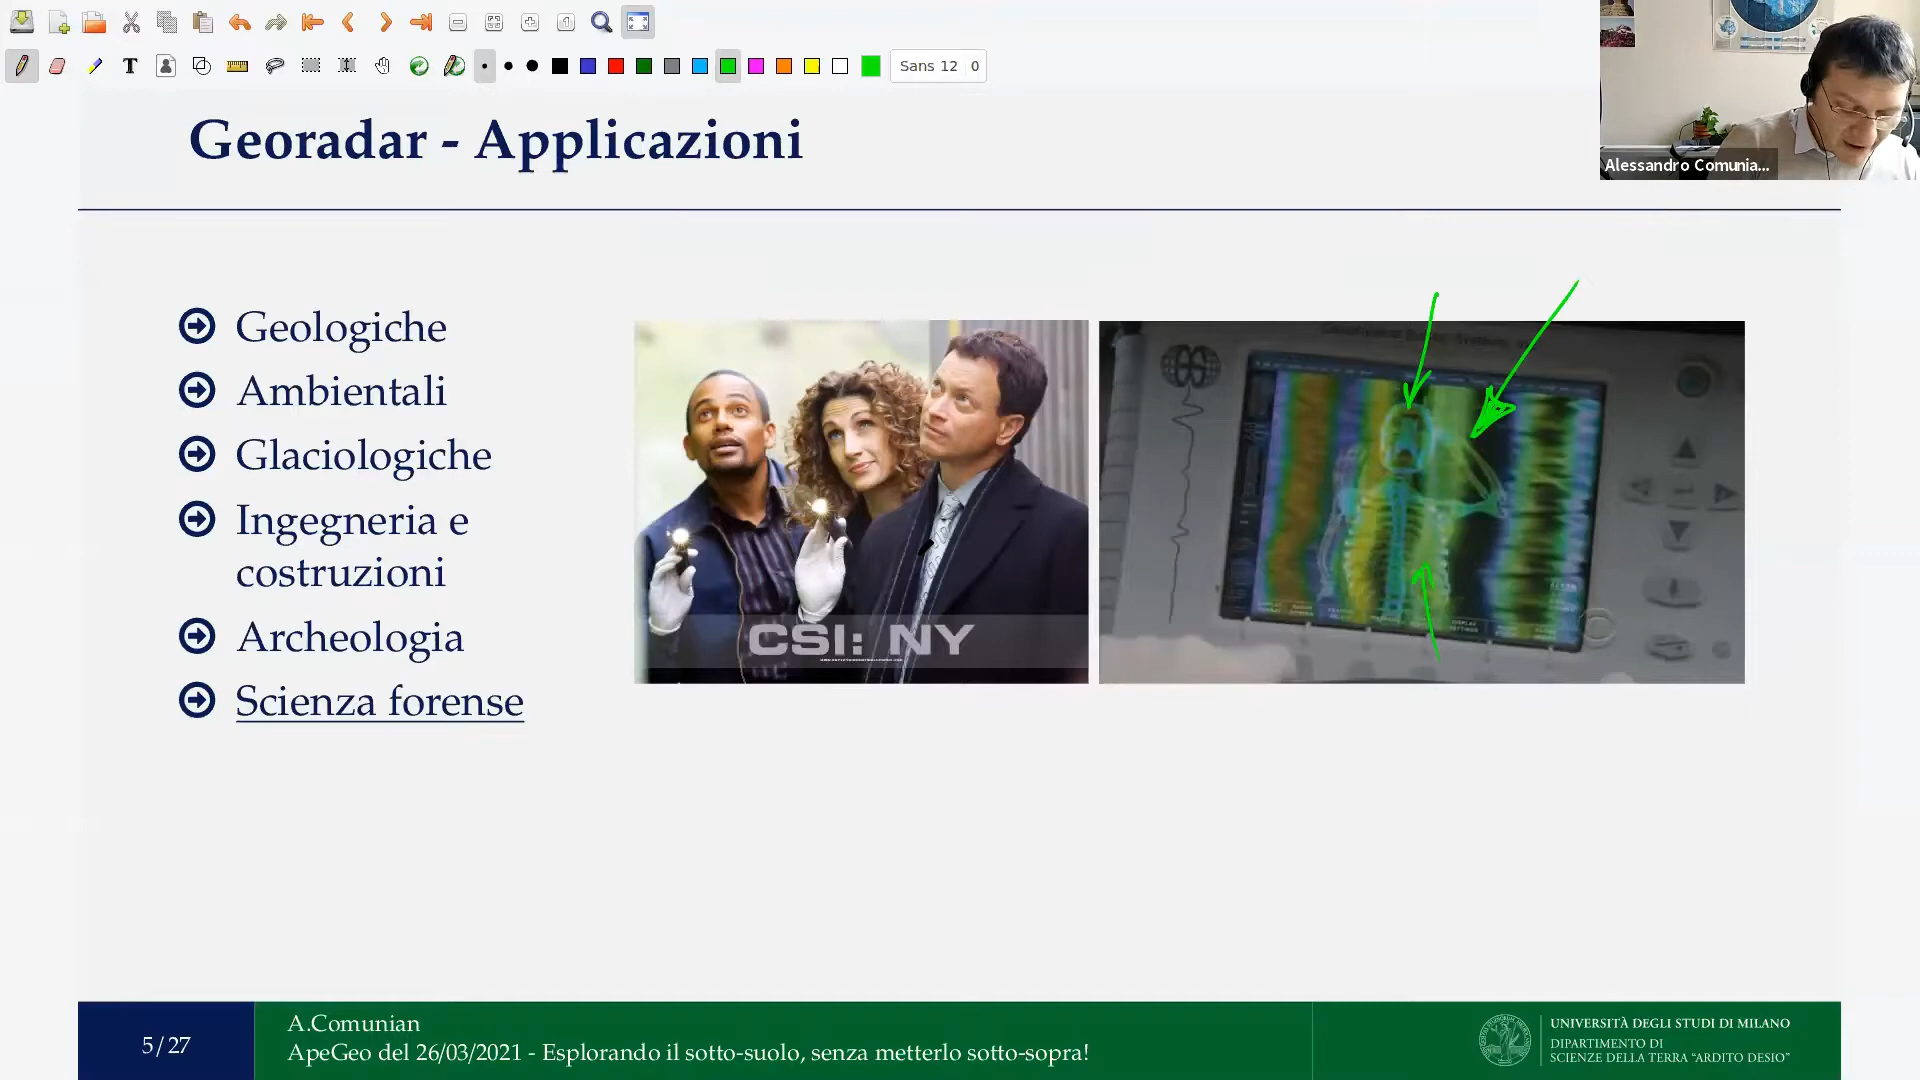 T
Sans 12 0
Alessandro Comunia...
Georadar - Applicazioni
Geologiche
Ambientali
Glaciologiche
Ingegneria e
costruzioni
Archeologia
Scienza forense
CSI: NY
5/27
A.Comunian
ApeGeo del 26/03/2021 - Esplorando il sotto-suolo, senza metterlo sotto-sopra!
UNIVERSITÀ DEGLI STUDI DI MILANO
DIPARTIMENTO DI
SCIENZE DELLA TERRA “ARDITO DESIO”